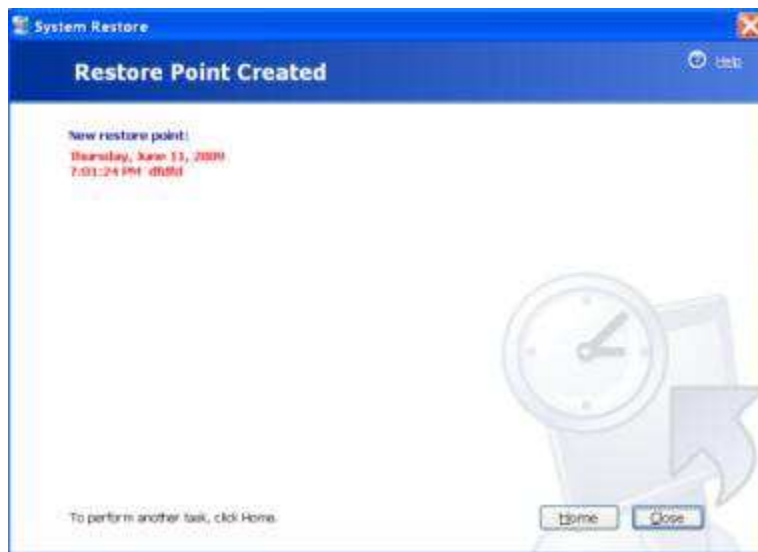 System Restore
Restore Point Created
Help
New restore point:
Thursday, June 11, 2009
7:01:24 PM
To perform another task, click Home.
Home
Close